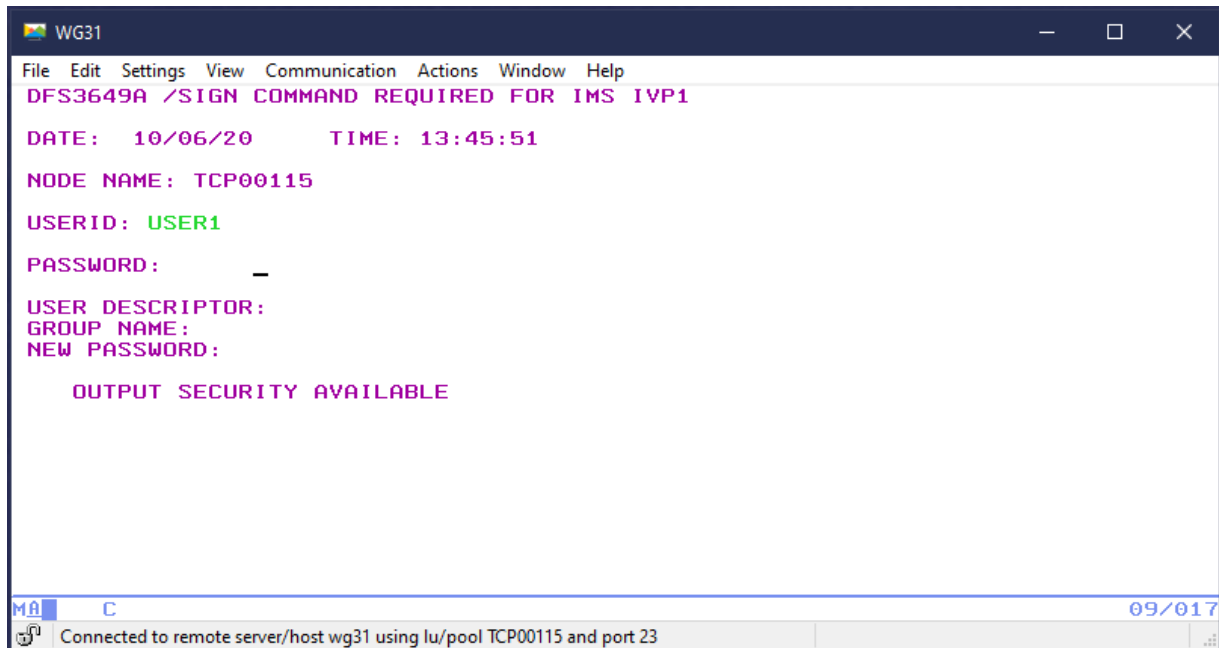 WG31
File Edit Settings View Communication Actions Window Help
DFS3649A /SIGN COMMAND REQUIRED FOR IMS IVP1
DATE: 10/06/20 TIME: 13:45:51
NODE NAME: TCP00115
USERID: USER1
PASSWORD:
USER DESCRIPTOR:
GROUP NAME:
NEW PASSWORD:
OUTPUT SECURITY AVAILABLE
MA C 09/017
Connected to remote server/host wg31 using lu/pool TCP00115 and port 23